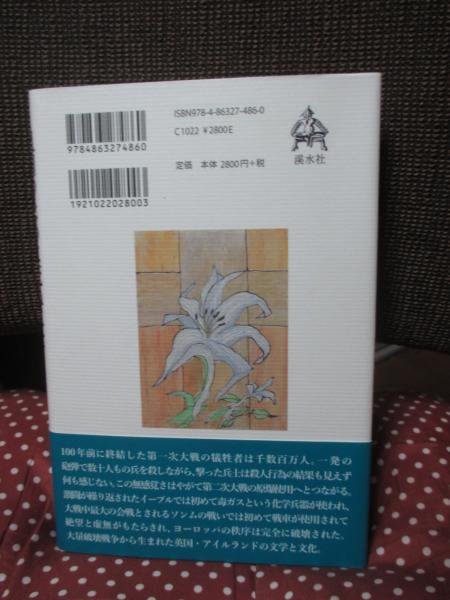 ISBN978-4-86327-486-0
C1022 ¥2800E
定価 本体 2800円+税
9784863274860
1921022028003
溪水社
100年前に終結した第一次大戦の犠牲者は千数百万人。一発の
砲弾で数十人もの兵を殺しながら、撃った兵士は殺人行為の結果も見えず
何も感じない。この無感覚さはやがて第二次大戦の原爆使用へとつながる。
激闘が繰り返されたイープルでは初めて毒ガスという化学兵器が使われ、
大戦中最大の会戦とされるソンムの戦いでは初めて戦車が使用されて
絶望と虚無がもたらされ、ヨーロッパの秩序は完全に破壊された。
大量破壊戦争から生まれた英国・アイルランドの文学と文化。